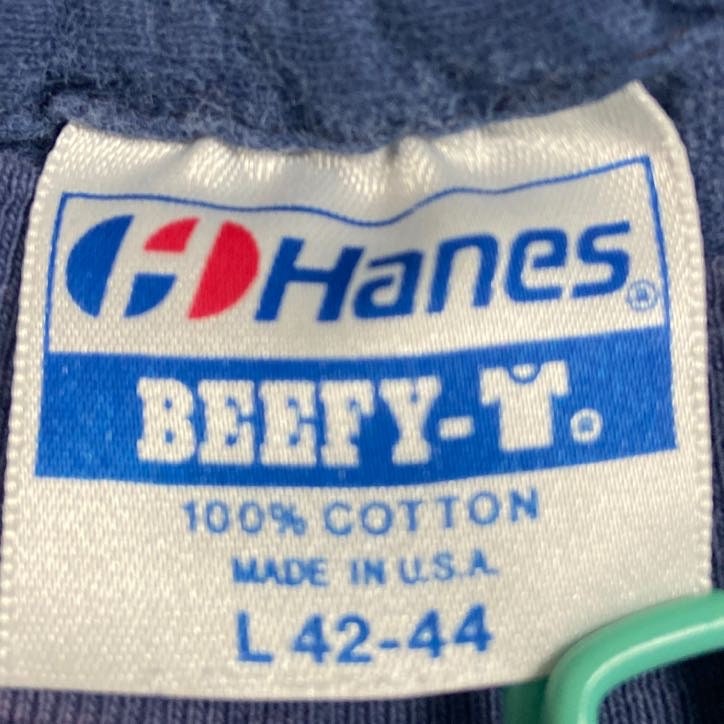 Hanes®
BEEFY-T®
100% COTTON
MADE IN U.S.A.
L 42-44